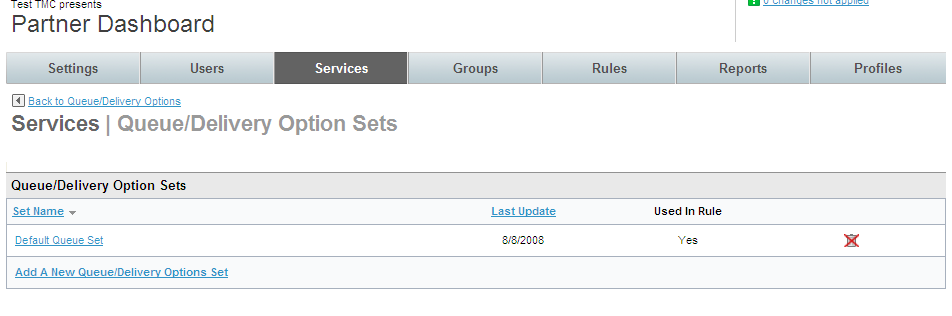 Test TMC presents
Partner Dashboard
0 Changes not applied
Settings Users Services Groups Rules Reports Profiles
Back to Queue/Delivery Options
Services | Queue/Delivery Option Sets
Queue/Delivery Option Sets
Set Name Last Update Used In Rule
Default Queue Set 8/8/2008 Yes
Add A New Queue/Delivery Options Set